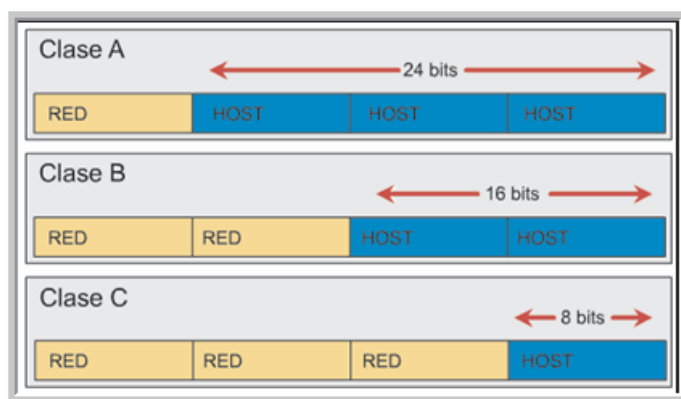 Clase A
24 bits
RED HOST HOST HOST
Clase B
16 bits
RED RED HOST HOST
Clase C
8 bits
RED RED RED HOST